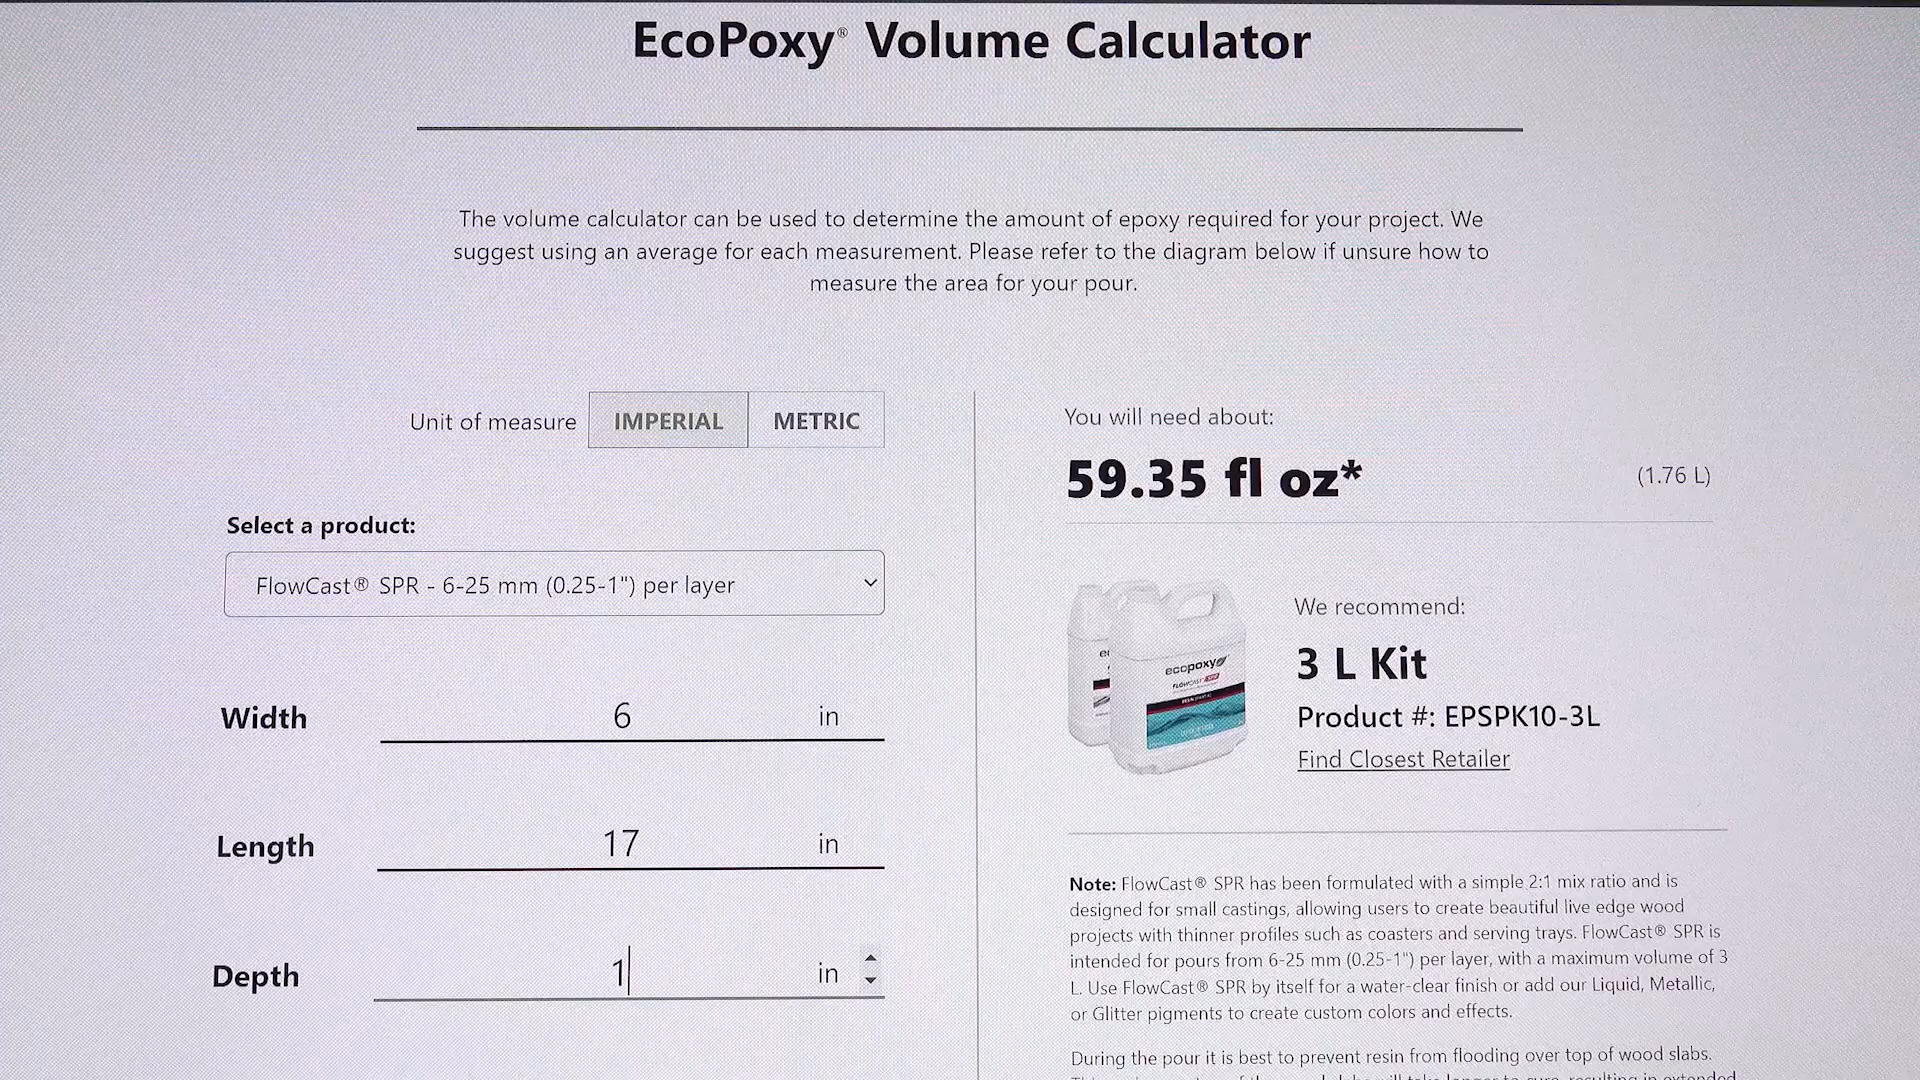 EcoPoxy® Volume Calculator
The volume calculator can be used to determine the amount of epoxy required for your project. We
suggest using an average for each measurement. Please refer to the diagram below if unsure how to
measure the area for your pour.
Unit of measure IMPERIAL METRIC
Select a product:
FlowCast® SPR - 6-25 mm (0.25-1") per layer
Width 6 in
Length 17 in
Depth 1 in
You will need about:
59.35 fl oz* (1.76 L)
ecopoxy
FLOWCAST SPR
We recommend:
3 L Kit
Product #: EPSPK10-3L
Find Closest Retailer
Note: FlowCast® SPR has been formulated with a simple 2:1 mix ratio and is
designed for small castings, allowing users to create beautiful live edge wood
projects with thinner profiles such as coasters and serving trays. FlowCast® SPR is
intended for pours from 6-25 mm (0.25-1") per layer, with a maximum volume of 3
L. Use FlowCast® SPR by itself for a water-clear finish or add our Liquid, Metallic,
or Glitter pigments to create custom colors and effects.
During the pour it is best to prevent resin from flooding over top of wood slabs.